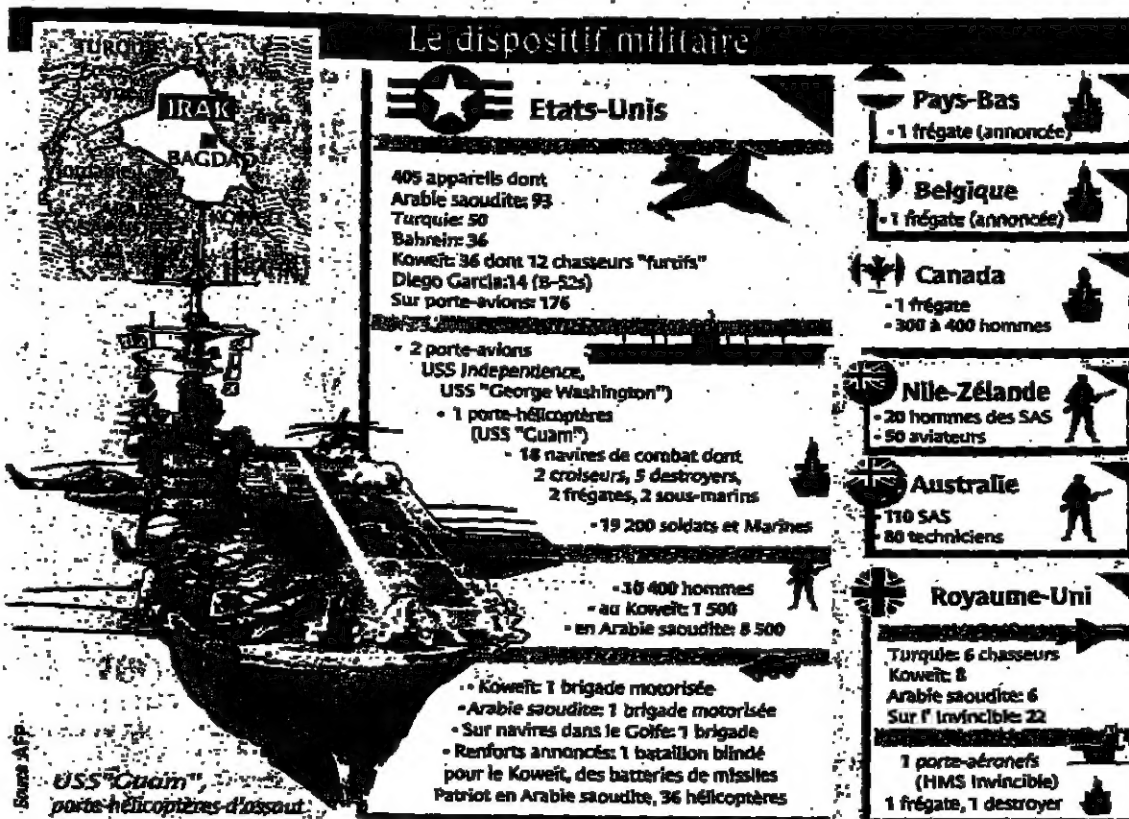 Le dispositif militaire
TURQUIE
IRAK
Iran
BAGDAD
KOWEIT
Etats-Unis
405 appareils dont
Arabie saoudite: 93
Turquie: 50
Bahrein: 36
Koweït: 36 dont 12 chasseurs "furtifs"
Diego Garcia:14 (B-52s)
Sur porte-avions: 176
• 2 porte-avions
USS Independence,
USS "George Washington")
• 1 porte-hélicoptères
(USS "Guam")
• 18 navires de combat dont
2 croiseurs, 5 destroyers,
2 frégates, 2 sous-marins
• 19 200 soldats et Marines
• 10 400 hommes
• au Koweït: 1 500
• en Arabie saoudite: 8 500
• Koweït: 1 brigade motorisée
• Arabie saoudite: 1 brigade motorisée
• Sur navires dans le Golfe: 1 brigade
• Renforts annoncés: 1 bataillon blindé
pour le Koweït, des batteries de missiles
Patriot en Arabie saoudite, 36 hélicoptères
USS "Guam",
porte-hélicoptères d'assaut
Source AFP
Pays-Bas
• 1 frégate (annoncée)
Belgique
• 1 frégate (annoncée)
Canada
• 1 frégate
• 300 à 400 hommes
Nlle-Zélande
• 20 hommes des SAS
• 50 aviateurs
Australie
• 110 SAS
• 80 techniciens
Royaume-Uni
Turquie: 6 chasseurs
Koweït: 8
Arabie saoudite: 6
Sur l' Invincible: 22
1 porte-aéronefs
(HMS Invincible)
1 frégate, 1 destroyer